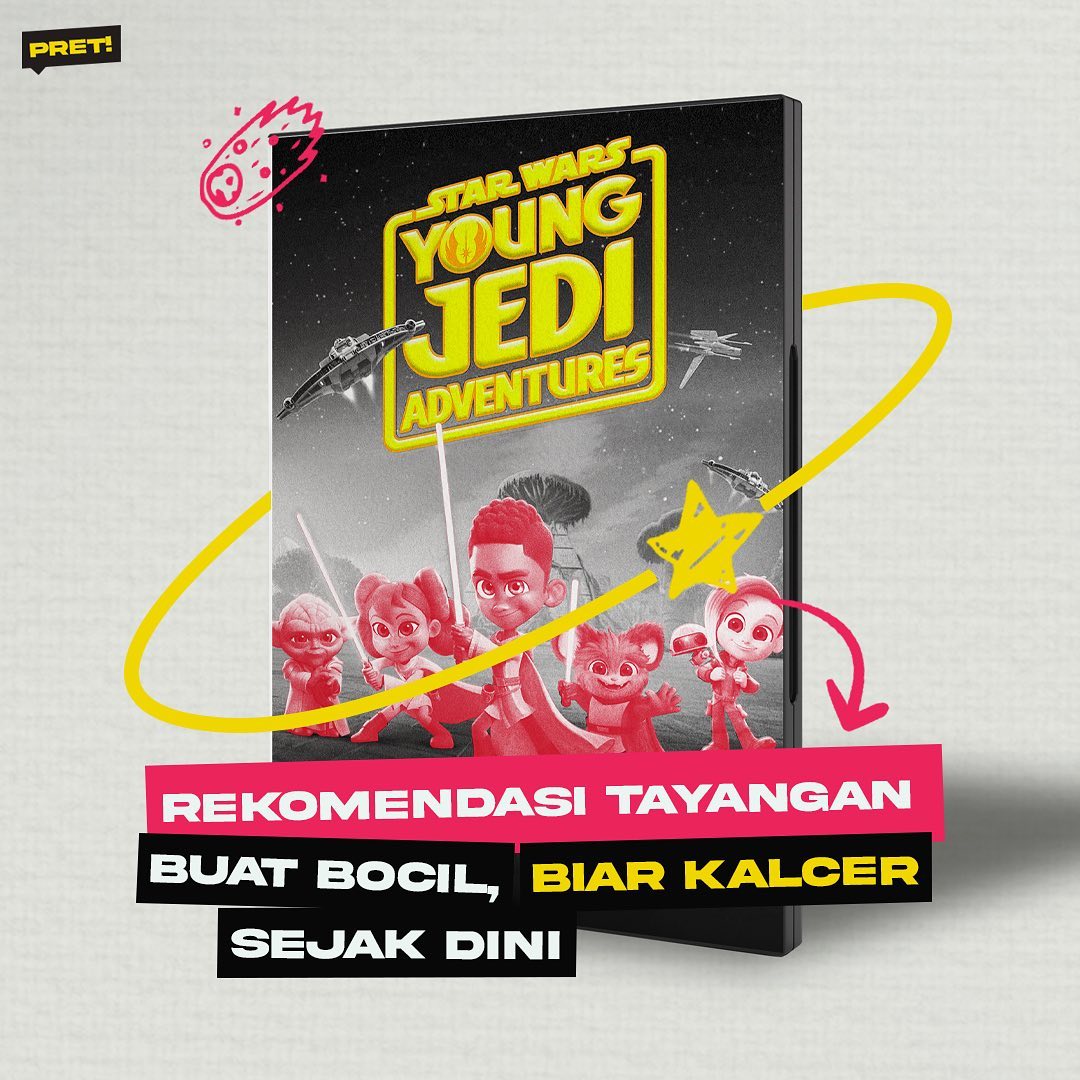 PRET!
STAR WARS
YOUNG
JEDI
ADVENTURES
REKOMENDASI TAYANGAN
BUAT BOCIL, BIAR KALCER
SEJAK DINI